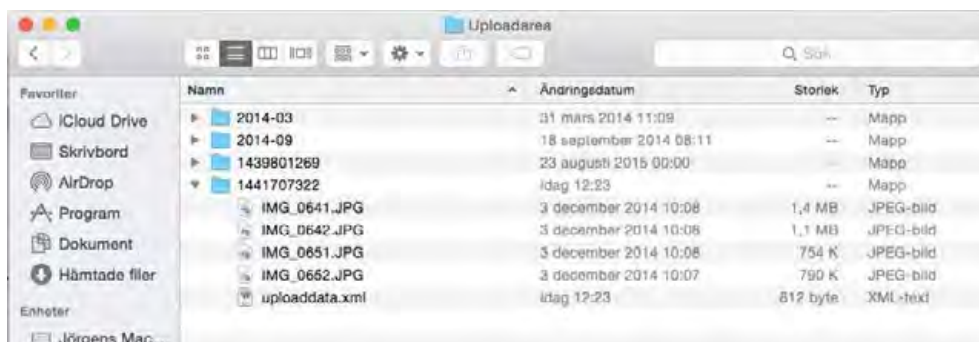 Uploadarea
Sök
Favoriter
iCloud Drive
Skrivbord
AirDrop
Program
Dokument
Hämtade filer
Enheter
Jörgens Mac...
Namn Ändringsdatum Storlek Typ
2014-03 31 mars 2014 11:09 -- Mapp
2014-09 18 september 2014 08:11 -- Mapp
1439801269 23 augusti 2015 00:00 -- Mapp
1441707322 idag 12:23 -- Mapp
IMG_0641.JPG 3 december 2014 10:08 1,4 MB JPEG-bild
IMG_0642.JPG 3 december 2014 10:08 1,1 MB JPEG-bild
IMG_0651.JPG 3 december 2014 10:08 754 K JPEG-bild
IMG_0652.JPG 3 december 2014 10:07 790 K JPEG-bild
uploaddata.xml idag 12:23 812 byte XML-text